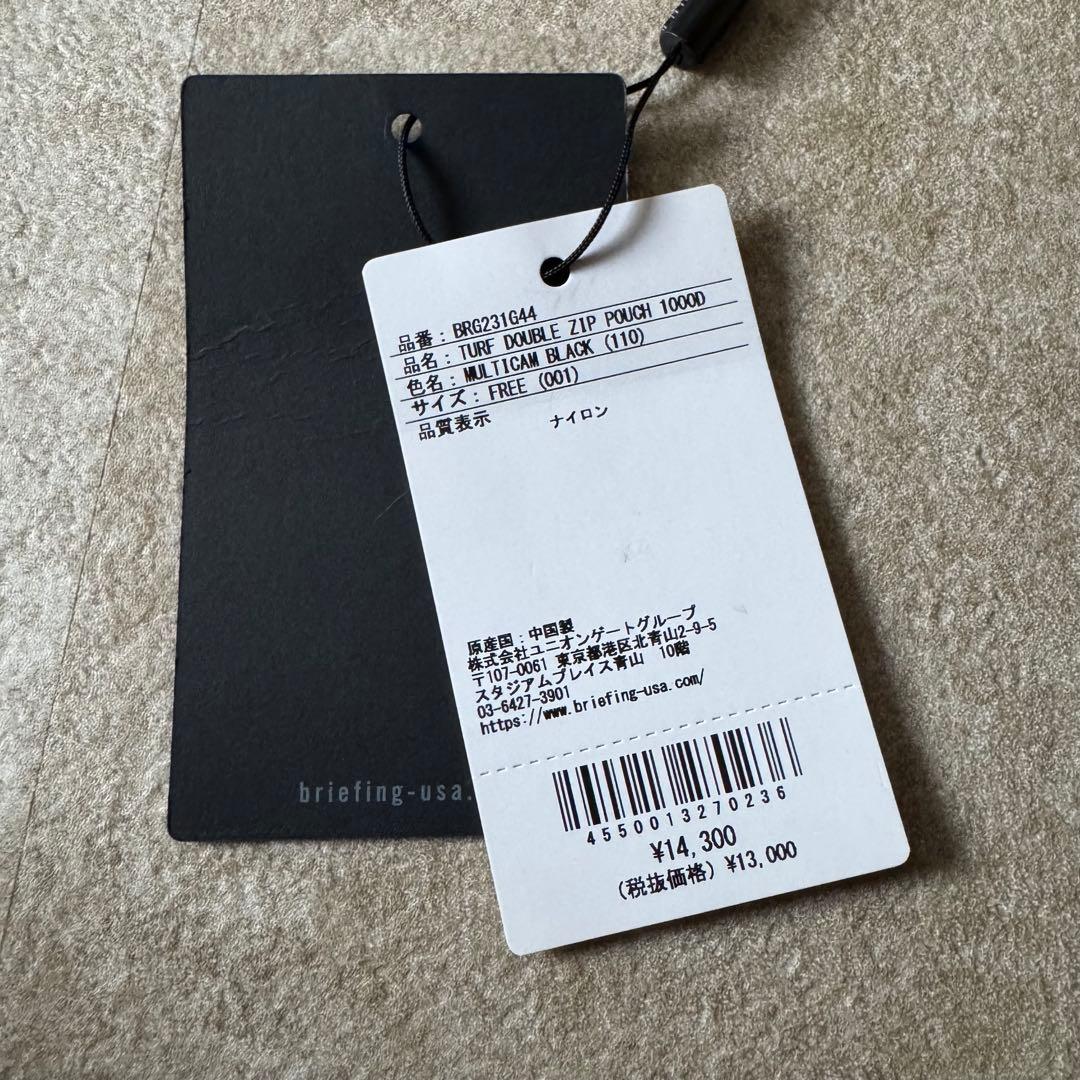 品番：BRG231G44
品名：TURF DOUBLE ZIP POUCH 1000D
色名：MULTICAM BLACK (110)
サイズ：FREE (001)
品質表示 ナイロン
原産国：中国製
株式会社ユニオンゲートグループ
〒107-0061 東京都港区北青山2-9-5
スタジアムプレイス青山 10階
03-6427-3901
https://www.briefing-usa.com/
4550013270236
¥14,300
(税抜価格) ¥13,000
briefing-usa.